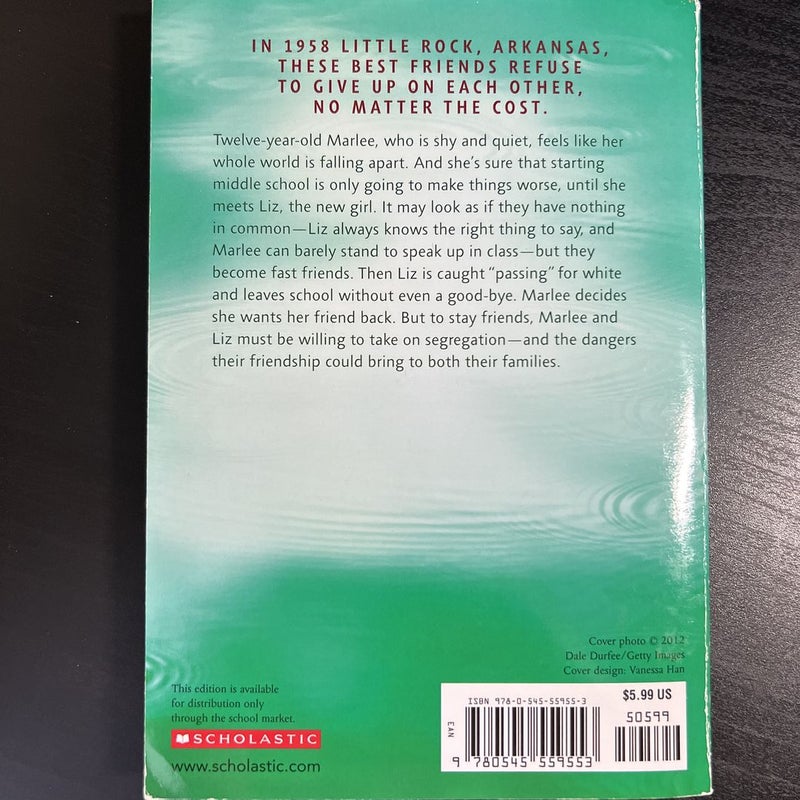 IN 1958 LITTLE ROCK, ARKANSAS,
THESE BEST FRIENDS REFUSE
TO GIVE UP ON EACH OTHER,
NO MATTER THE COST.
Twelve-year-old Marlee, who is shy and quiet, feels like her
whole world is falling apart. And she's sure that starting
middle school is only going to make things worse, until she
meets Liz, the new girl. It may look as if they have nothing
in common—Liz always knows the right thing to say, and
Marlee can barely stand to speak up in class—but they
become fast friends. Then Liz is caught "passing" for white
and leaves school without even a good-bye. Marlee decides
she wants her friend back. But to stay friends, Marlee and
Liz must be willing to take on segregation—and the dangers
their friendship could bring to both their families.
Cover photo © 2012
Dale Durfee/Getty Images
Cover design: Vanessa Han
This edition is available
for distribution only
through the school market.
SCHOLASTIC
www.scholastic.com
ISBN 978-0-545-55955-3
$5.99 US
50599
EAN
9 780545 559553